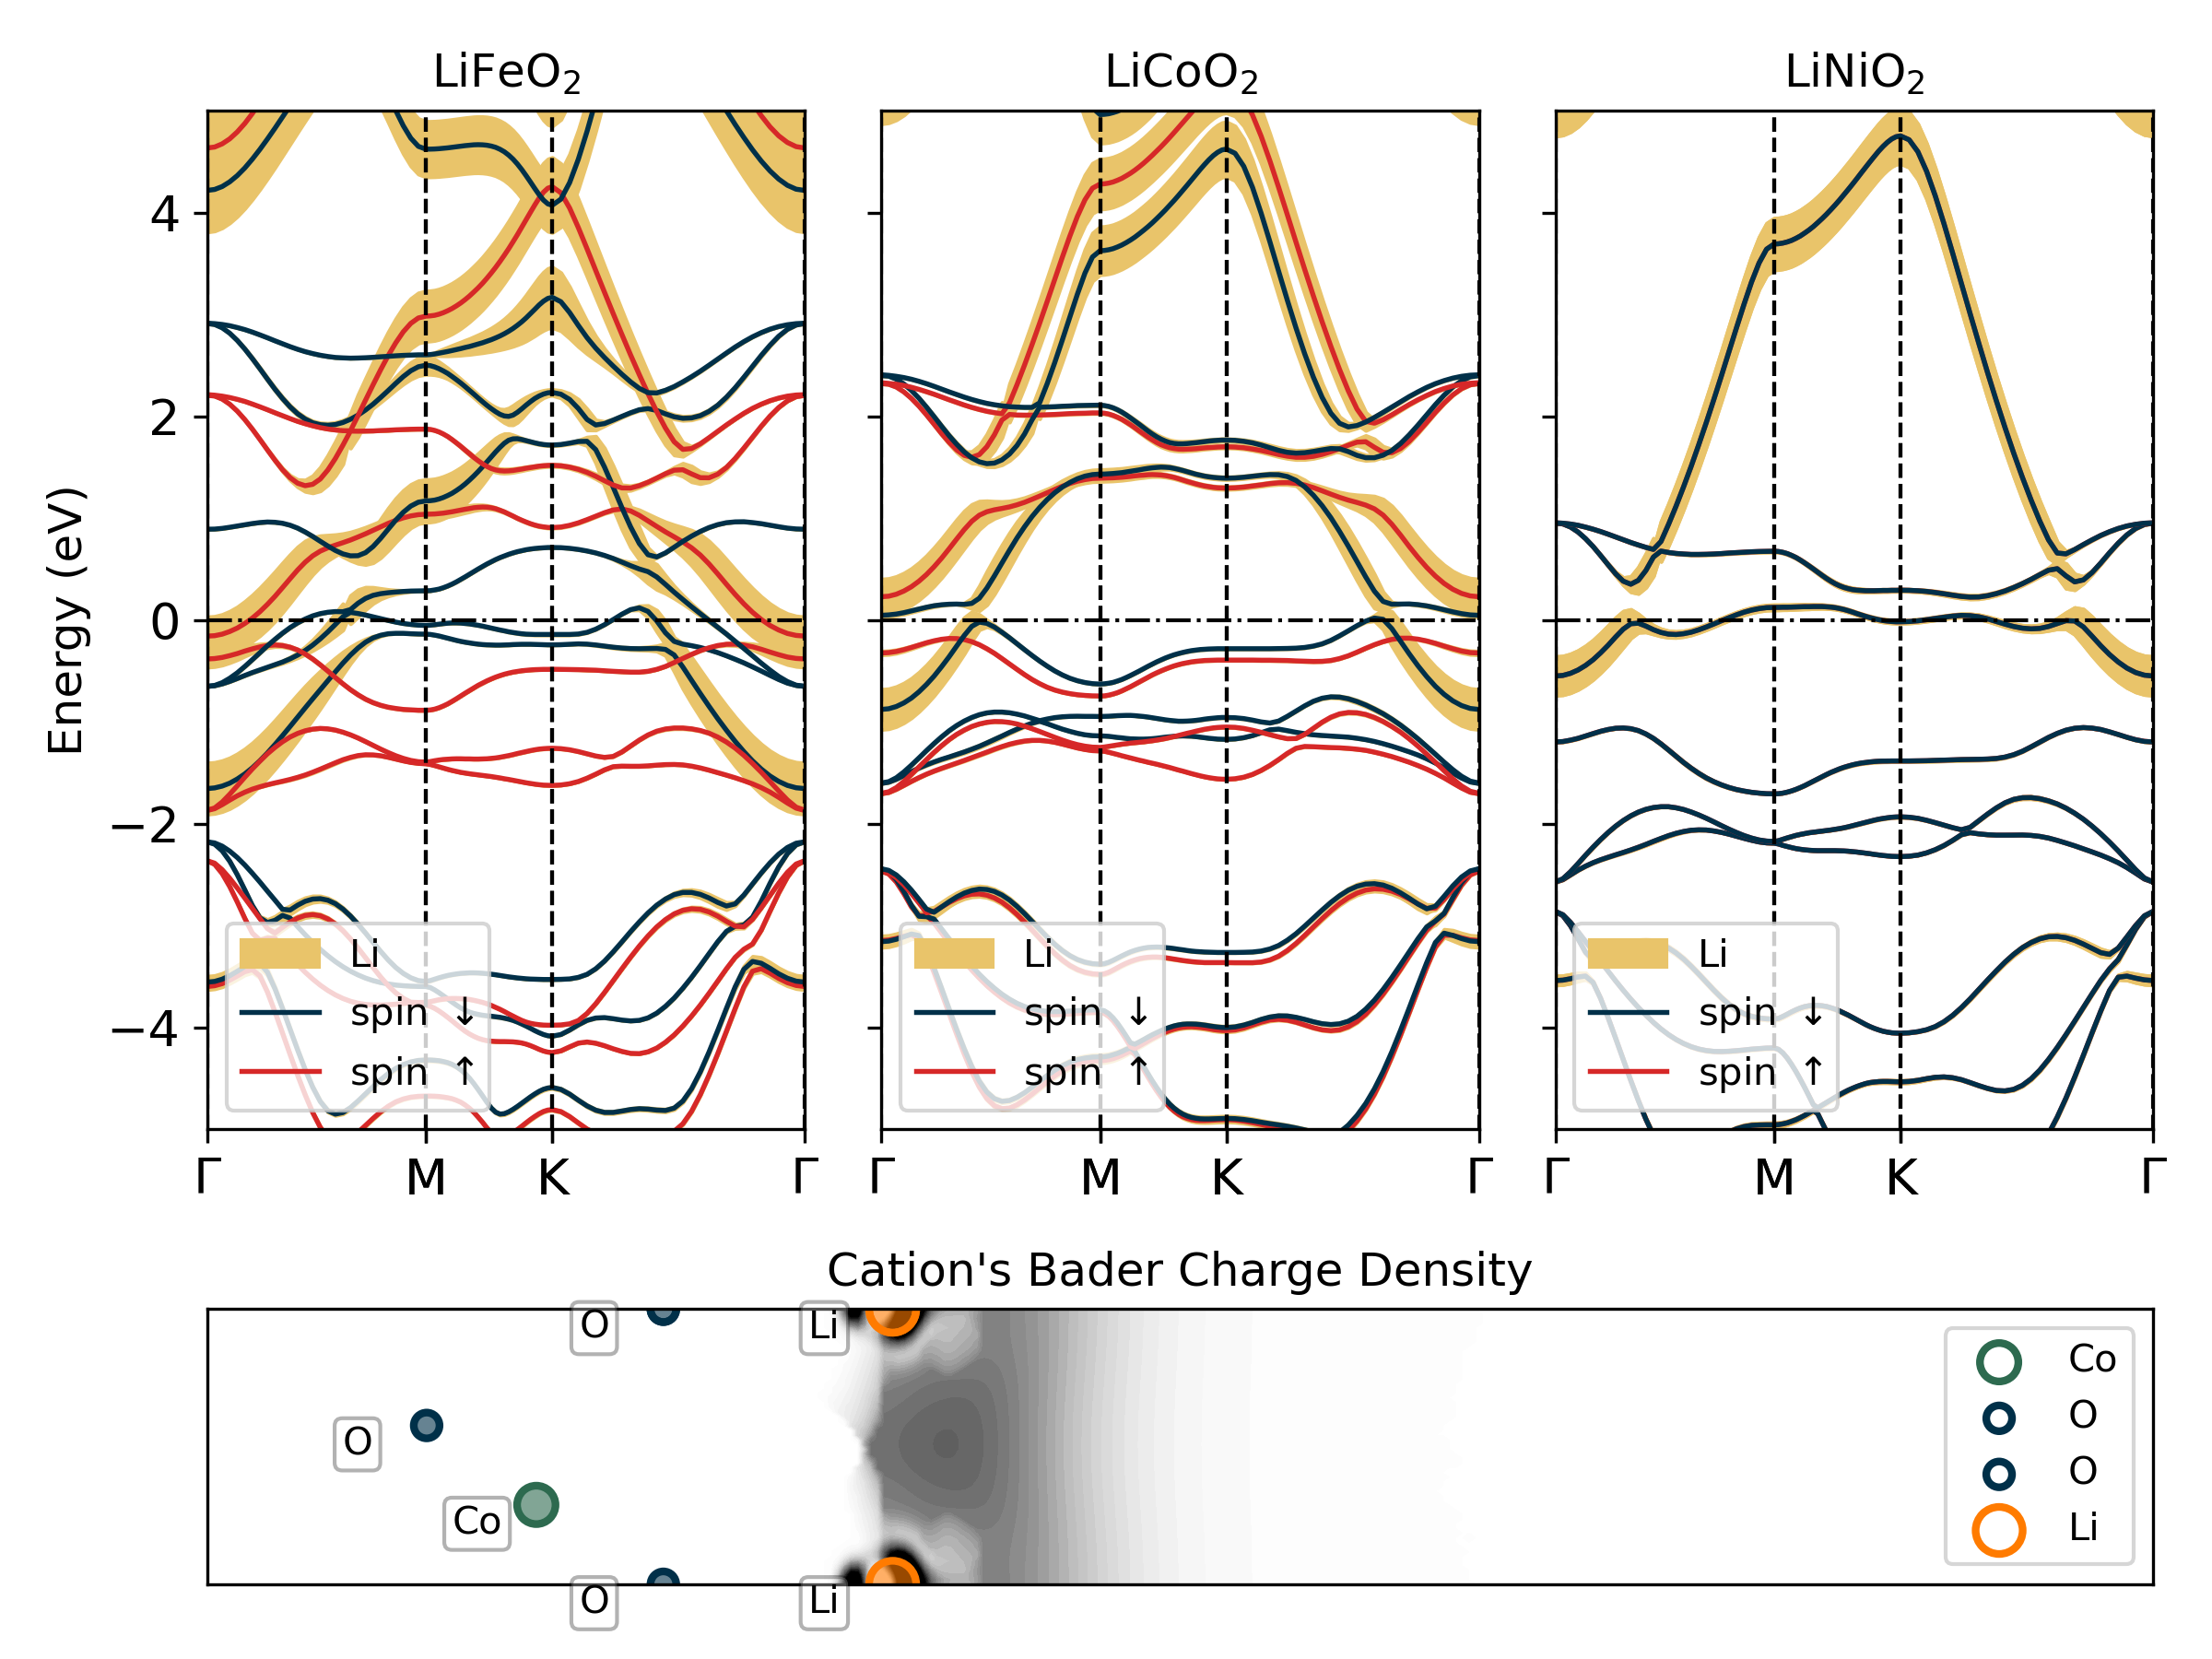 LiFeO₂
LiCoO₂
LiNiO₂
Energy (eV)
4
2
0
−2
−4
Li
spin ↓
spin ↑
Li
spin ↓
spin ↑
Li
spin ↓
spin ↑
Γ M K Γ
Γ M K Γ
Γ M K Γ
Cation's Bader Charge Density
O
Li
O
Co
O
Li
Co
O
O
Li